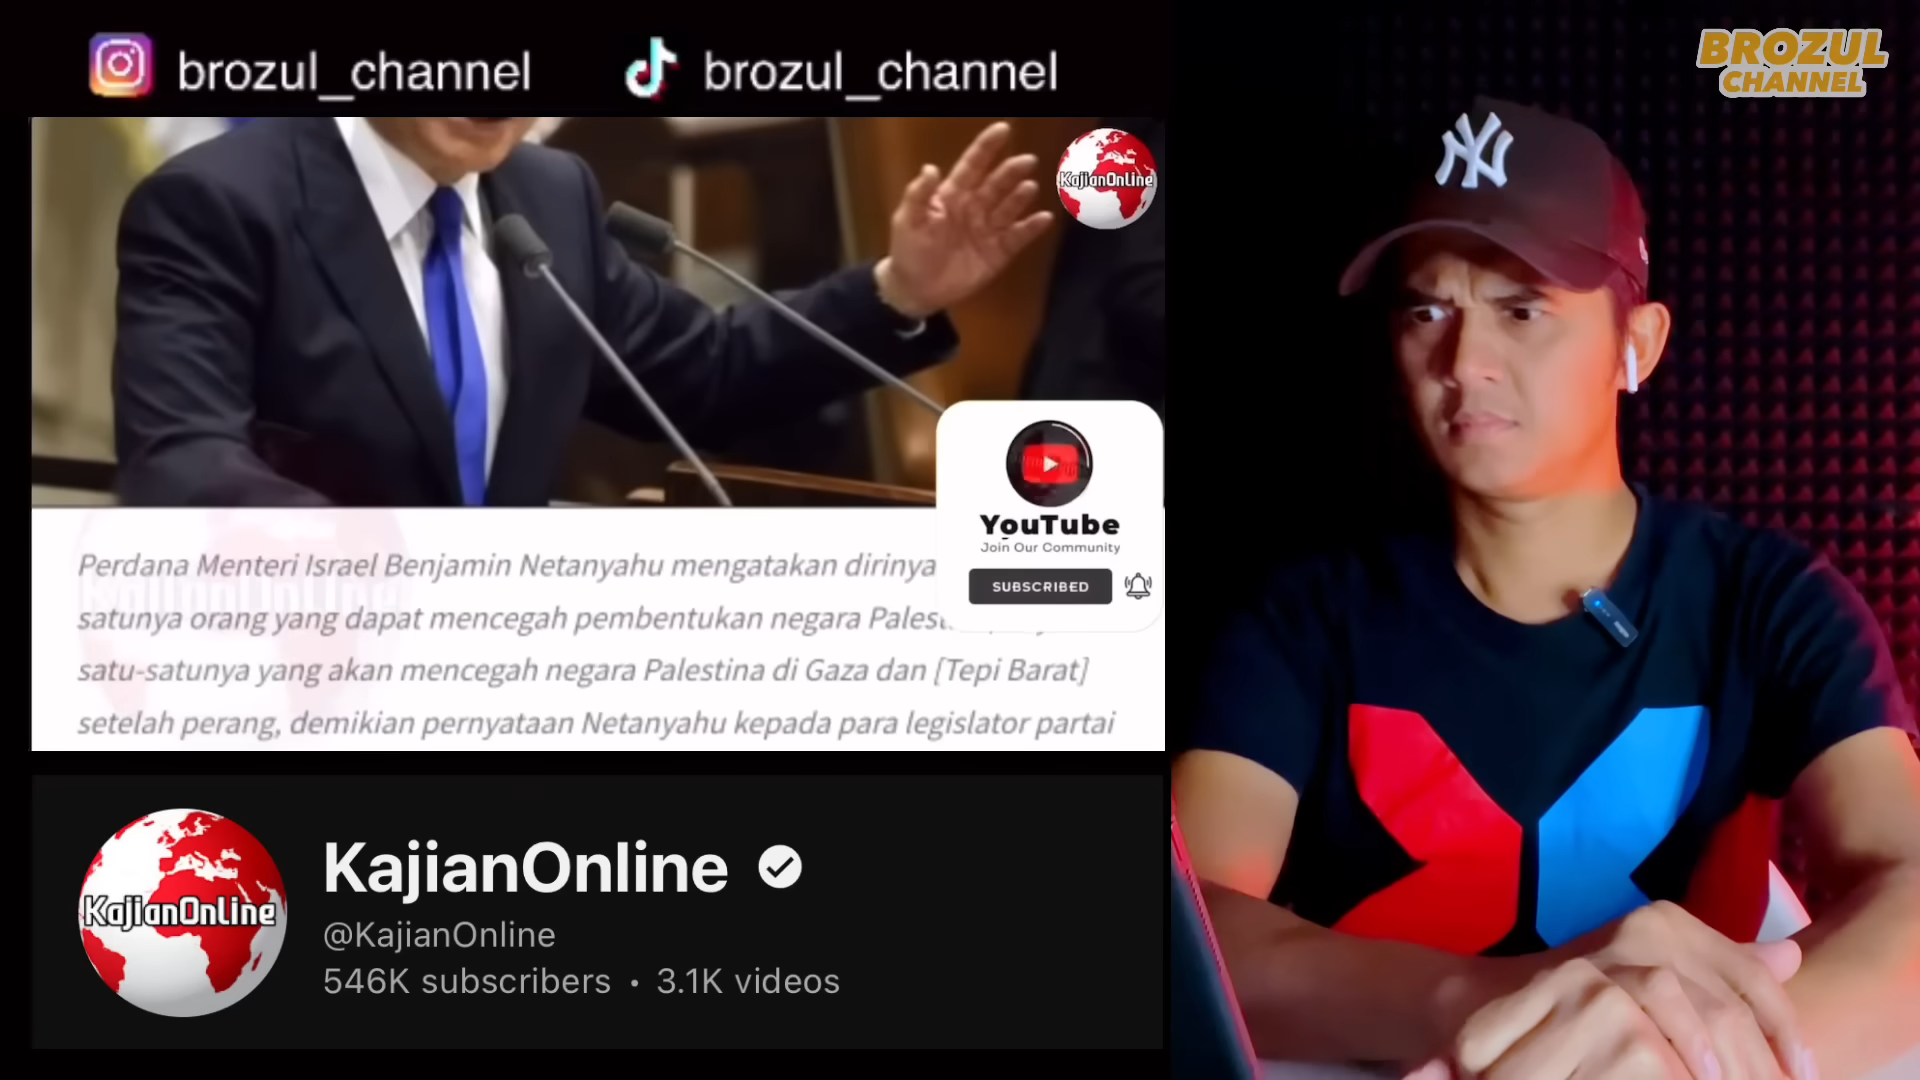 brozul_channel
brozul_channel
BROZUL
CHANNEL
NY
KajianOnline
YouTube
Join Our Community
SUBSCRIBED
Perdana Menteri Israel Benjamin Netanyahu mengatakan dirinya
satunya orang yang dapat mencegah pembentukan negara
satu-satunya yang akan mencegah negara Palestina di Gaza dan [Tepi Barat]
setelah perang, demikian pernyataan Netanyahu kepada para legislator partai
KajianOnline
KajianOnline
@KajianOnline
546K subscribers • 3.1K videos